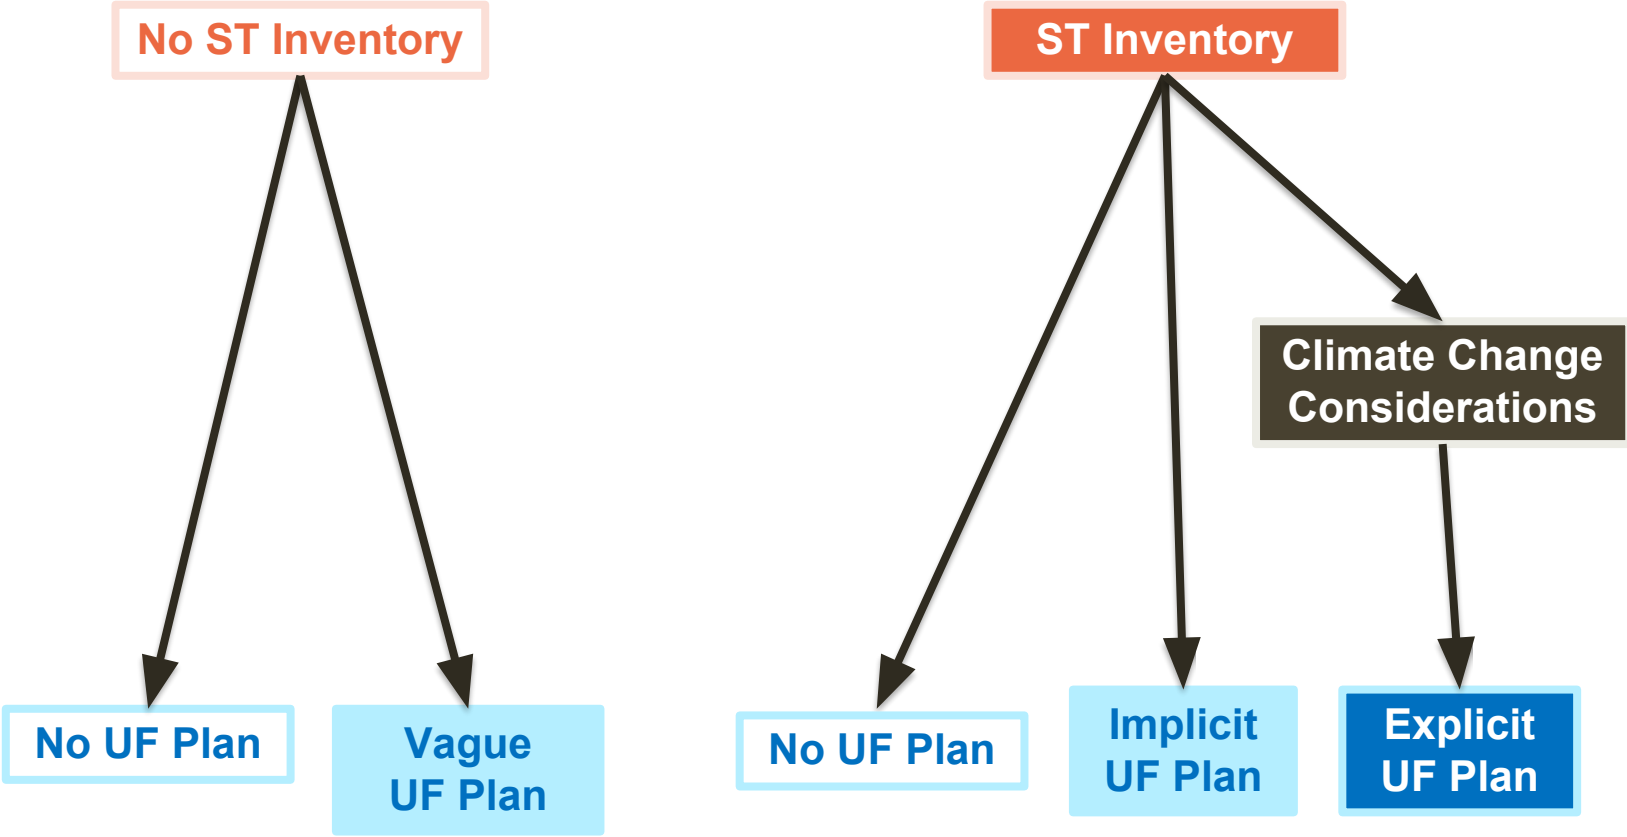 No ST Inventory
ST Inventory
Climate Change
Considerations
No UF Plan
Vague
UF Plan
No UF Plan
Implicit
UF Plan
Explicit
UF Plan